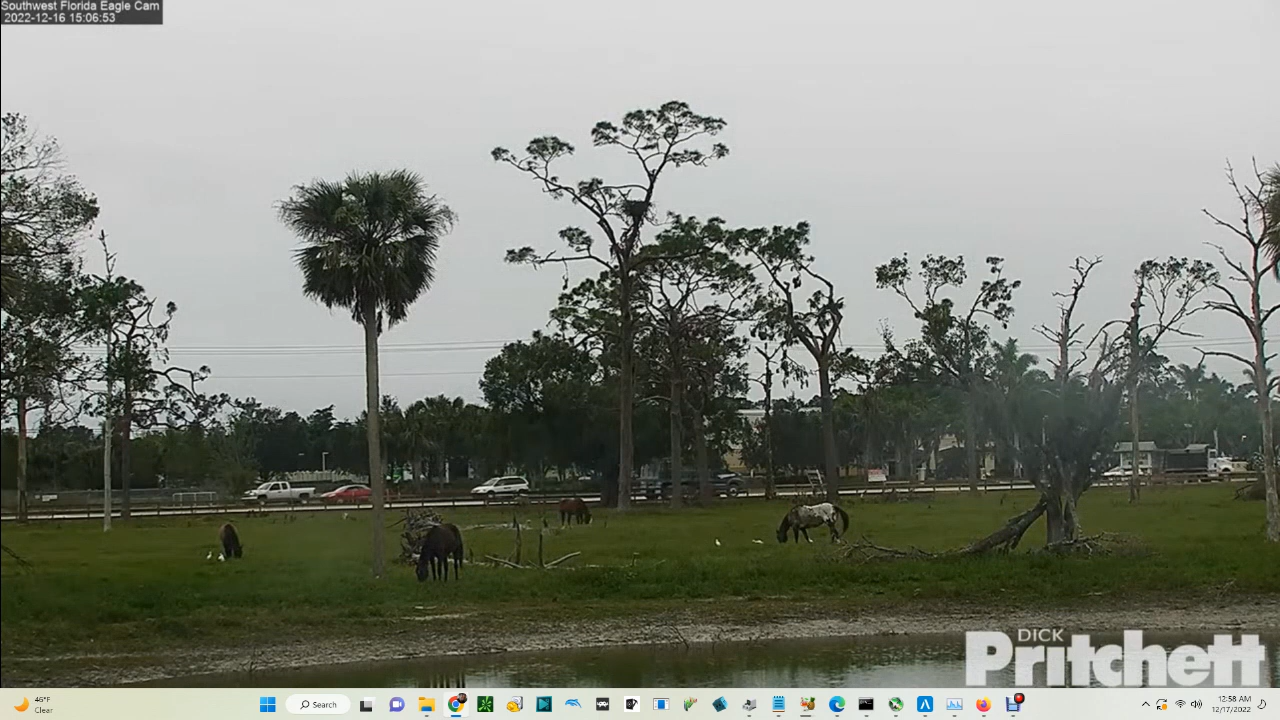 Southwest Florida Eagle Cam
2022-12-16 15:06:53
DICK
Pritchett
46°F
Clear
Search
12:58 AM
12/17/2022